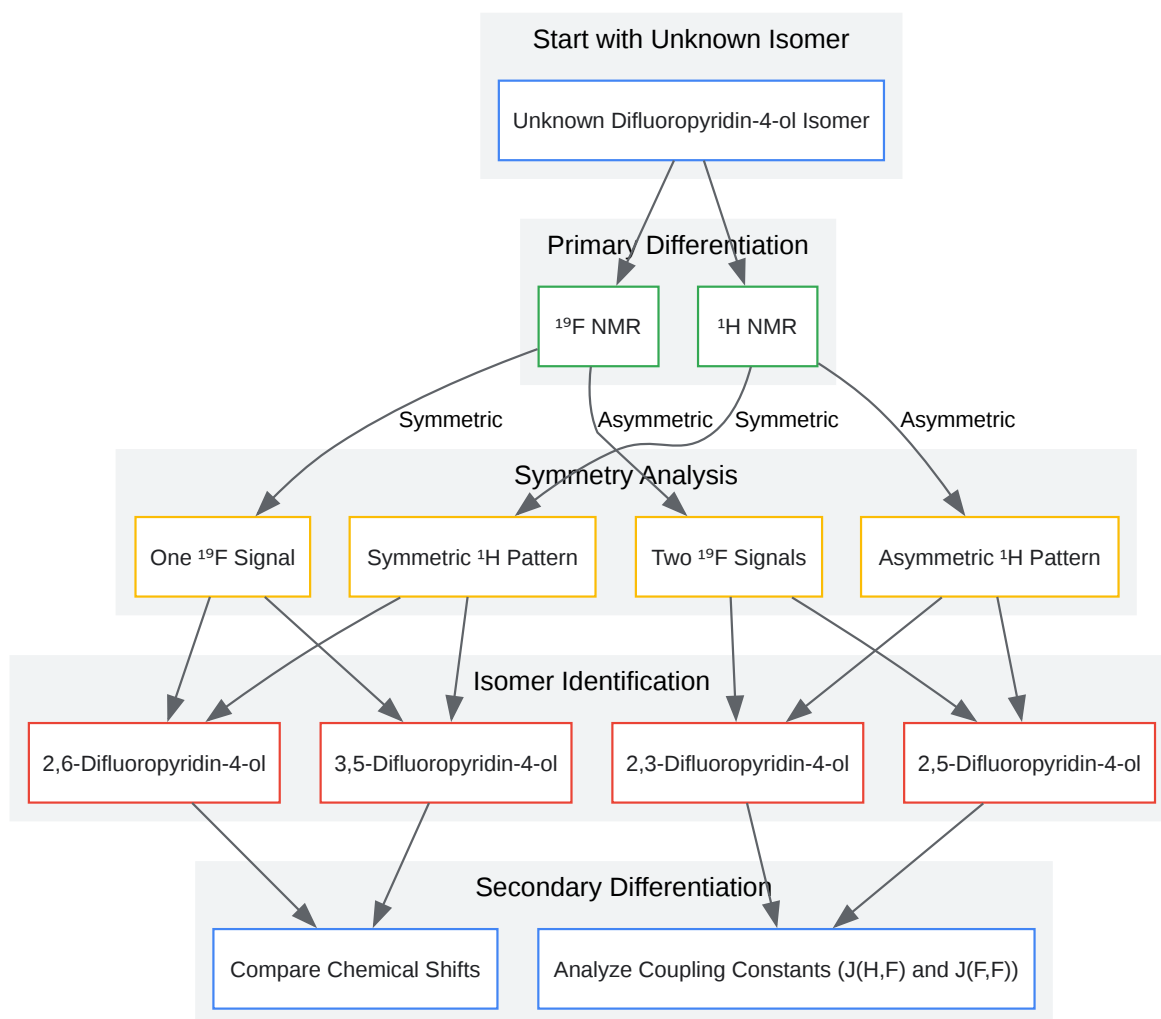 Start with Unknown Isomer
Unknown Difluoropyridin-4-ol Isomer
Primary Differentiation
¹⁹F NMR
¹H NMR
Symmetric
Asymmetric
Symmetric
Asymmetric
Symmetry Analysis
One ¹⁹F Signal
Symmetric ¹H Pattern
Two ¹⁹F Signals
Asymmetric ¹H Pattern
Isomer Identification
2,6-Difluoropyridin-4-ol
3,5-Difluoropyridin-4-ol
2,3-Difluoropyridin-4-ol
2,5-Difluoropyridin-4-ol
Secondary Differentiation
Compare Chemical Shifts
Analyze Coupling Constants (J(H,F) and J(F,F))